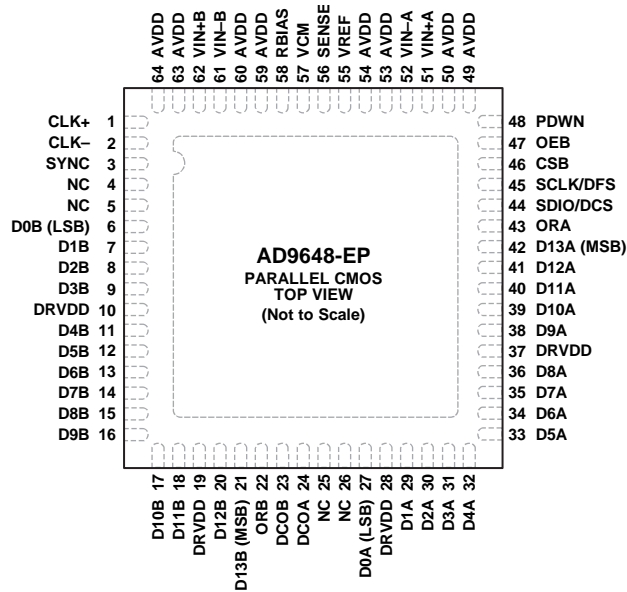 64 AVDD
63 AVDD
62 VIN+B
61 VIN–B
60 AVDD
59 AVDD
58 RBIAS
57 VCM
56 SENSE
55 VREF
54 AVDD
53 AVDD
52 VIN–A
51 VIN+A
50 AVDD
49 AVDD
CLK+ 1
CLK– 2
SYNC 3
NC 4
NC 5
D0B (LSB) 6
D1B 7
D2B 8
D3B 9
DRVDD 10
D4B 11
D5B 12
D6B 13
D7B 14
D8B 15
D9B 16
AD9648-EP
PARALLEL CMOS
TOP VIEW
(Not to Scale)
48 PDWN
47 OEB
46 CSB
45 SCLK/DFS
44 SDIO/DCS
43 ORA
42 D13A (MSB)
41 D12A
40 D11A
39 D10A
38 D9A
37 DRVDD
36 D8A
35 D7A
34 D6A
33 D5A
D10B 17
D11B 18
DRVDD 19
D12B 20
D13B (MSB) 21
ORB 22
DCOB 23
DCOA 24
NC 25
NC 26
D0A (LSB) 27
DRVDD 28
D1A 29
D2A 30
D3A 31
D4A 32